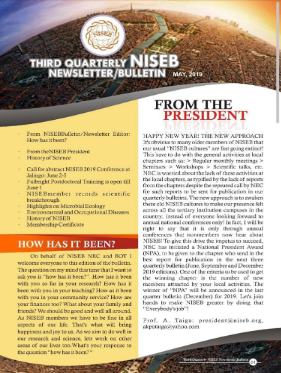 THIRD QUARTERLY NISEB
NEWSLETTER/BULLETIN MAY, 2019
- From NISEBulletin/Newsletter Editor:
How has it been?
- From the NISEB President
- History of Science
- Call for abstract NISEB 2019 Conference at
Jalingo; June 2-5
- Fulbright Postdoctoral Training is open till
June 1
- NISEB member records scientific
breakthrough
- Highlights on Microbial Ecology
- Environmental and Occupational Diseases
- History of NISEB
- Membership Certificate
HOW HAS IT BEEN?
On behalf of NISEB NEC and BOT I
welcome everyone to this edition of the bulletin.
The question on my mind this time that I want to
ask you is "how has it been?" How has it been
with you so far in your research? How has it
been with you in your teaching? How has it been
with you in your community service? How are
your finances too? What about your family and
friends? We should be good and well all around.
As NISEB members we have to be fine in all
aspects of our life. That's what will bring
happiness and joy to us. As we aim to do well in
our research and science, let's work on other
areas of our lives too. What's your response to
the question "how has it been?"
FROM THE
PRESIDENT
HAPPY NEW YEAR! THE NEW APPROACH
It's obvious to many older members of NISEB that
our usual "NISEB cultures" are fast going extinct!
This have to do with the general activities of local
chapters such as: > Regular monthly meetings >
Seminars > Workshops > Scientific talks, etc.
NEC is worried about the lack of these activities at
the local chapters, as typified by the lack of reports
from the chapters despite the repeated call by NEC
for such reports to be sent for publication in our
quarterly bulletins. The new approach is to awaken
these old NISEB cultures to make our presence felt
across all the tertiary institution campuses in the
country, instead of everyone looking forward to
annual national conferences only! In fact, I will be
right to say that it is only through annual
conferences that nonmembers now hear about
NISEB! To give this drive the impetus to succeed,
NEC has initiated a National President Award
(NPA), to be given to the chapter who send in the
best report for publication in the next three
quarterly bulletin (June, September and December
2019 editions). One of the criteria to be used to get
the winning chapter is the number of new
members attracted by your local activities. The
winner of "NPA" will be announced in the last
quarter bulletin (December) for 2019. Let's join
hands to make NISEB greater by doing that
"Everybody's job"!
Prof. A. Taiga: president@niseb.org,
akpotaiga@yahoo.com